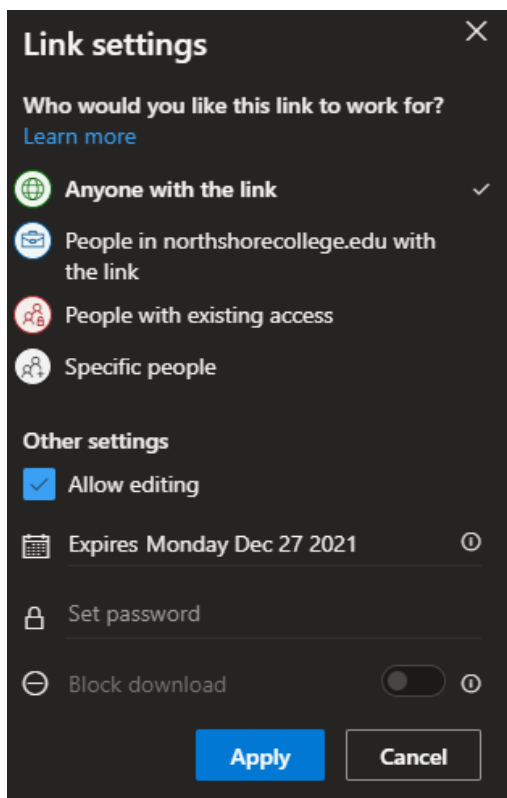 Link settings
Who would you like this link to work for?
Learn more
Anyone with the link
People in northshorecollege.edu with
the link
People with existing access
Specific people
Other settings
Allow editing
Expires Monday Dec 27 2021
Set password
Block download
Apply Cancel